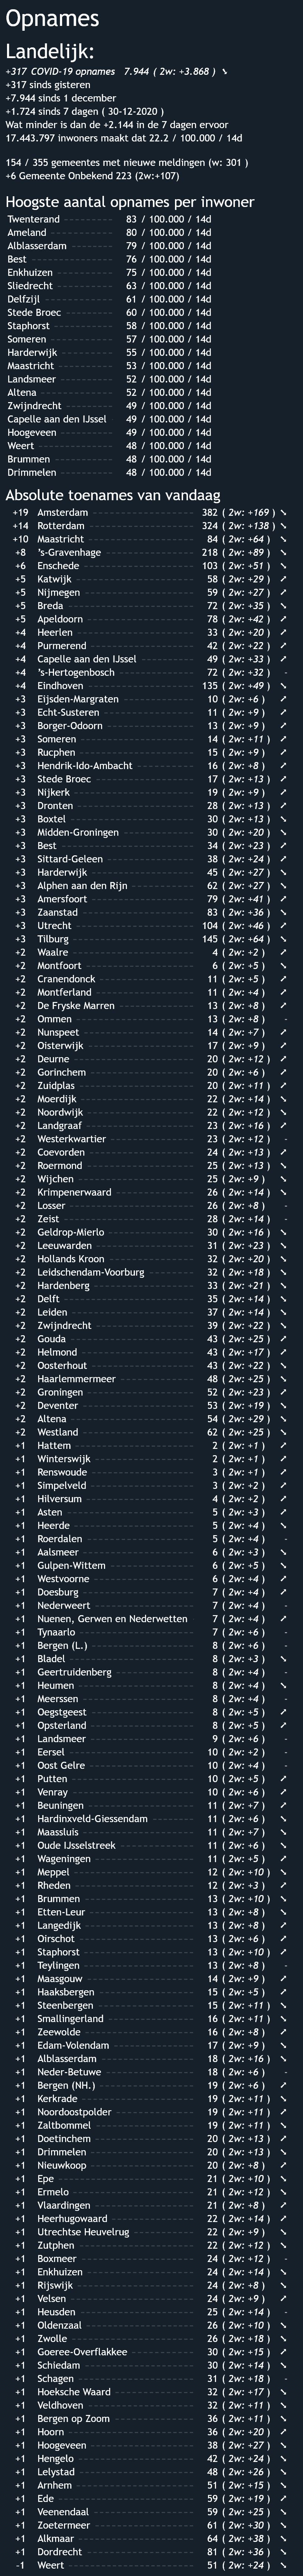 Opnames
Landelijk:
+317 COVID-19 opnames 7.944 ( 2w: +3.868 ) ⤡
+317 sinds gisteren
+7.944 sinds 1 december
+1.724 sinds 7 dagen ( 30-12-2020 )
Wat minder is dan de +2.144 in de 7 dagen ervoor
17.443.797 inwoners maakt dat 22.2 / 100.000 / 14d
154 / 355 gemeentes met nieuwe meldingen (w: 301 )
+6 Gemeente Onbekend 223 (2w:+107)
Hoogste aantal opnames per inwoner
Twenterand 83 / 100.000 / 14d
Ameland 80 / 100.000 / 14d
Alblasserdam 79 / 100.000 / 14d
Best 76 / 100.000 / 14d
Enkhuizen 75 / 100.000 / 14d
Sliedrecht 63 / 100.000 / 14d
Delfzijl 61 / 100.000 / 14d
Stede Broec 60 / 100.000 / 14d
Staphorst 58 / 100.000 / 14d
Someren 57 / 100.000 / 14d
Harderwijk 55 / 100.000 / 14d
Maastricht 53 / 100.000 / 14d
Landsmeer 52 / 100.000 / 14d
Altena 52 / 100.000 / 14d
Zwijndrecht 49 / 100.000 / 14d
Capelle aan den IJssel 49 / 100.000 / 14d
Hoogeveen 49 / 100.000 / 14d
Weert 48 / 100.000 / 14d
Brummen 48 / 100.000 / 14d
Drimmelen 48 / 100.000 / 14d
Absolute toenames van vandaag
+19 Amsterdam 382 ( 2w: +169 )
+14 Rotterdam 324 ( 2w: +138 )
+10 Maastricht 84 ( 2w: +64 )
+8 's-Gravenhage 218 ( 2w: +89 )
+6 Enschede 103 ( 2w: +51 )
+5 Katwijk 58 ( 2w: +29 )
+5 Nijmegen 59 ( 2w: +27 )
+5 Breda 72 ( 2w: +35 )
+5 Apeldoorn 78 ( 2w: +42 )
+4 Heerlen 33 ( 2w: +20 )
+4 Purmerend 42 ( 2w: +22 )
+4 Capelle aan den IJssel 49 ( 2w: +33 )
+4 's-Hertogenbosch 72 ( 2w: +32 ) -
+4 Eindhoven 135 ( 2w: +49 )
+3 Eijsden-Margraten 10 ( 2w: +6 )
+3 Echt-Susteren 11 ( 2w: +9 )
+3 Borger-Odoorn 13 ( 2w: +9 )
+3 Someren 14 ( 2w: +11 )
+3 Rucphen 15 ( 2w: +9 )
+3 Hendrik-Ido-Ambacht 16 ( 2w: +8 )
+3 Stede Broec 17 ( 2w: +13 )
+3 Nijkerk 19 ( 2w: +9 )
+3 Dronten 28 ( 2w: +13 )
+3 Boxtel 30 ( 2w: +13 )
+3 Midden-Groningen 30 ( 2w: +20 )
+3 Best 34 ( 2w: +23 )
+3 Sittard-Geleen 38 ( 2w: +24 )
+3 Harderwijk 45 ( 2w: +27 )
+3 Alphen aan den Rijn 62 ( 2w: +27 )
+3 Amersfoort 79 ( 2w: +41 )
+3 Zaanstad 83 ( 2w: +36 )
+3 Utrecht 104 ( 2w: +46 )
+3 Tilburg 145 ( 2w: +64 )
+2 Waalre 4 ( 2w: +2 )
+2 Montfoort 6 ( 2w: +5 )
+2 Cranendonck 11 ( 2w: +5 )
+2 Montferland 11 ( 2w: +4 )
+2 De Fryske Marren 13 ( 2w: +8 )
+2 Ommen 13 ( 2w: +8 ) -
+2 Nunspeet 14 ( 2w: +7 )
+2 Oisterwijk 17 ( 2w: +9 )
+2 Deurne 20 ( 2w: +12 )
+2 Gorinchem 20 ( 2w: +6 )
+2 Zuidplas 20 ( 2w: +11 )
+2 Moerdijk 22 ( 2w: +14 )
+2 Noordwijk 22 ( 2w: +12 )
+2 Landgraaf 23 ( 2w: +16 )
+2 Westerkwartier 23 ( 2w: +12 ) -
+2 Coevorden 24 ( 2w: +13 )
+2 Roermond 25 ( 2w: +13 )
+2 Wijchen 25 ( 2w: +9 )
+2 Krimpenerwaard 26 ( 2w: +14 )
+2 Losser 26 ( 2w: +8 ) -
+2 Zeist 28 ( 2w: +14 ) -
+2 Geldrop-Mierlo 30 ( 2w: +16 )
+2 Leeuwarden 31 ( 2w: +23 )
+2 Hollands Kroon 32 ( 2w: +20 )
+2 Leidschendam-Voorburg 32 ( 2w: +18 )
+2 Hardenberg 33 ( 2w: +21 )
+2 Delft 35 ( 2w: +14 )
+2 Leiden 37 ( 2w: +14 )
+2 Zwijndrecht 39 ( 2w: +22 )
+2 Gouda 43 ( 2w: +25 )
+2 Helmond 43 ( 2w: +17 )
+2 Oosterhout 43 ( 2w: +22 )
+2 Haarlemmermeer 48 ( 2w: +25 )
+2 Groningen 52 ( 2w: +23 )
+2 Deventer 53 ( 2w: +19 )
+2 Altena 54 ( 2w: +29 )
+2 Westland 62 ( 2w: +25 )
+1 Hattem 2 ( 2w: +1 )
+1 Winterswijk 2 ( 2w: +1 )
+1 Renswoude 3 ( 2w: +1 )
+1 Simpelveld 3 ( 2w: +2 )
+1 Hilversum 4 ( 2w: +2 )
+1 Asten 5 ( 2w: +3 )
+1 Heerde 5 ( 2w: +4 )
+1 Roerdalen 5 ( 2w: +4 )
+1 Aalsmeer 6 ( 2w: +3 )
+1 Gulpen-Wittem 6 ( 2w: +5 )
+1 Westvoorne 6 ( 2w: +4 )
+1 Doesburg 7 ( 2w: +4 )
+1 Nederweert 7 ( 2w: +4 ) -
+1 Nuenen, Gerwen en Nederwetten 7 ( 2w: +4 )
+1 Tynaarlo 7 ( 2w: +6 ) -
+1 Bergen (L.) 8 ( 2w: +6 ) -
+1 Bladel 8 ( 2w: +3 )
+1 Geertruidenberg 8 ( 2w: +4 ) -
+1 Heumen 8 ( 2w: +4 )
+1 Meerssen 8 ( 2w: +4 ) -
+1 Oegstgeest 8 ( 2w: +5 )
+1 Opsterland 8 ( 2w: +5 )
+1 Landsmeer 9 ( 2w: +6 ) -
+1 Eersel 10 ( 2w: +2 ) -
+1 Oost Gelre 10 ( 2w: +4 ) -
+1 Putten 10 ( 2w: +5 )
+1 Venray 10 ( 2w: +6 )
+1 Beuningen 11 ( 2w: +7 )
+1 Hardinxveld-Giessendam 11 ( 2w: +6 )
+1 Maassluis 11 ( 2w: +7 )
+1 Oude IJsselstreek 11 ( 2w: +6 )
+1 Wageningen 11 ( 2w: +5 )
+1 Meppel 12 ( 2w: +10 )
+1 Rheden 12 ( 2w: +3 )
+1 Brummen 13 ( 2w: +10 )
+1 Etten-Leur 13 ( 2w: +8 )
+1 Langedijk 13 ( 2w: +8 )
+1 Oirschot 13 ( 2w: +6 )
+1 Staphorst 13 ( 2w: +10 )
+1 Teylingen 13 ( 2w: +8 ) -
+1 Maasgouw 14 ( 2w: +9 )
+1 Haaksbergen 15 ( 2w: +5 )
+1 Steenbergen 15 ( 2w: +11 )
+1 Smallingerland 16 ( 2w: +11 )
+1 Zeewolde 16 ( 2w: +8 )
+1 Edam-Volendam 17 ( 2w: +9 )
+1 Alblasserdam 18 ( 2w: +16 )
+1 Neder-Betuwe 18 ( 2w: +6 ) -
+1 Bergen (NH.) 19 ( 2w: +6 )
+1 Kerkrade 19 ( 2w: +11 )
+1 Noordoostpolder 19 ( 2w: +11 )
+1 Zaltbommel 19 ( 2w: +11 )
+1 Doetinchem 20 ( 2w: +13 )
+1 Drimmelen 20 ( 2w: +13 )
+1 Nieuwkoop 20 ( 2w: +8 )
+1 Epe 21 ( 2w: +10 )
+1 Ermelo 21 ( 2w: +12 )
+1 Vlaardingen 21 ( 2w: +8 )
+1 Heerhugowaard 22 ( 2w: +14 )
+1 Utrechtse Heuvelrug 22 ( 2w: +9 )
+1 Zutphen 22 ( 2w: +12 )
+1 Boxmeer 24 ( 2w: +12 ) -
+1 Enkhuizen 24 ( 2w: +14 )
+1 Rijswijk 24 ( 2w: +8 )
+1 Velsen 24 ( 2w: +9 )
+1 Heusden 25 ( 2w: +14 ) -
+1 Oldenzaal 26 ( 2w: +10 )
+1 Zwolle 26 ( 2w: +18 )
+1 Goeree-Overflakkee 30 ( 2w: +15 )
+1 Schiedam 30 ( 2w: +14 )
+1 Schagen 31 ( 2w: +18 )
+1 Hoeksche Waard 32 ( 2w: +17 )
+1 Veldhoven 32 ( 2w: +11 )
+1 Bergen op Zoom 36 ( 2w: +11 )
+1 Hoorn 36 ( 2w: +20 )
+1 Hoogeveen 38 ( 2w: +27 )
+1 Hengelo 42 ( 2w: +24 )
+1 Lelystad 48 ( 2w: +26 )
+1 Arnhem 51 ( 2w: +15 )
+1 Ede 59 ( 2w: +19 )
+1 Veenendaal 59 ( 2w: +25 )
+1 Zoetermeer 61 ( 2w: +30 )
+1 Alkmaar 64 ( 2w: +38 )
+1 Dordrecht 81 ( 2w: +36 )
-1 Weert 51 ( 2w: +24 )